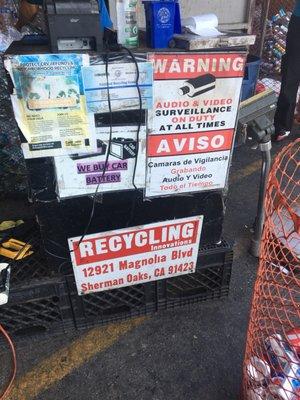 WARNING
AUDIO & VIDEO
SURVEILLANCE
ON DUTY
AT ALL TIMES
AVISO
Camaras de Vigilancia
Grabando
Audio Y Video
Todo el Tiempo
WE BUY CAR
BATTERY
RECYCLING
Innovations
12921 Magnolia Blvd
Sherman Oaks, CA 91423